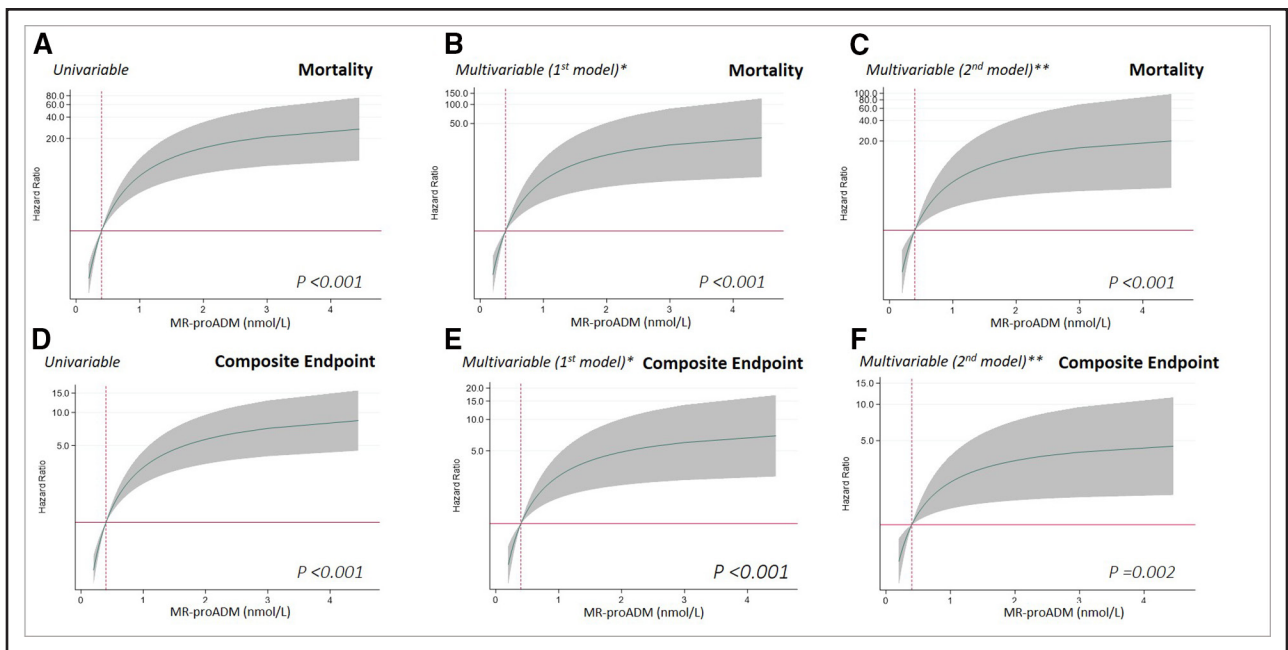 A
Univariable
Mortality
80.0
60.0
40.0
20.0
Hazard Ratio
P <0.001
0 1 2 3 4
MR-proADM (nmol/L)
B
Multivariable (1st model)*
Mortality
150.0
100.0
50.0
Hazard Ratio
P <0.001
0 1 2 3 4
MR-proADM (nmol/L)
C
Multivariable (2nd model)**
Mortality
100.0
80.0
60.0
40.0
20.0
Hazard Ratio
P <0.001
0 1 2 3 4
MR-proADM (nmol/L)
D
Univariable
Composite Endpoint
15.0
10.0
5.0
Hazard Ratio
P <0.001
0 1 2 3 4
MR-proADM (nmol/L)
E
Multivariable (1st model)*
Composite Endpoint
20.0
15.0
10.0
5.0
Hazard Ratio
P <0.001
0 1 2 3 4
MR-proADM (nmol/L)
F
Multivariable (2nd model)**
Composite Endpoint
15.0
10.0
5.0
Hazard Ratio
P =0.002
0 1 2 3 4
MR-proADM (nmol/L)